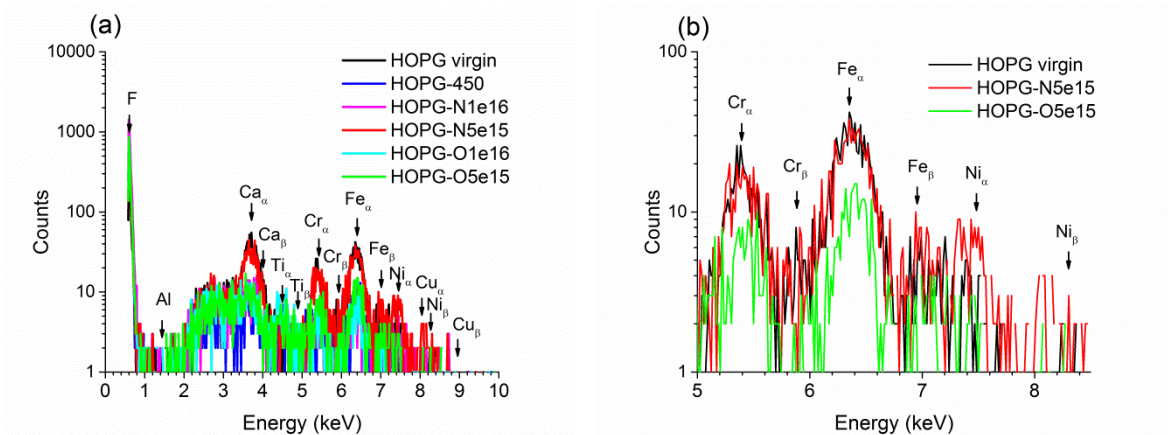 (a)
10000
1000
100
10
1
Counts
0 1 2 3 4 5 6 7 8 9 10
Energy (keV)
HOPG virgin
HOPG-450
HOPG-N1e16
HOPG-N5e15
HOPG-O1e16
HOPG-O5e15
F
Al
Caα
Caβ
Tiα
Tiβ
Crα
Crβ
Feα
Feβ
Niα
Cuα
Niβ
Cuβ
(b)
100
10
1
Counts
5 6 7 8
Energy (keV)
HOPG virgin
HOPG-N5e15
HOPG-O5e15
Crα
Crβ
Feα
Feβ
Niα
Niβ